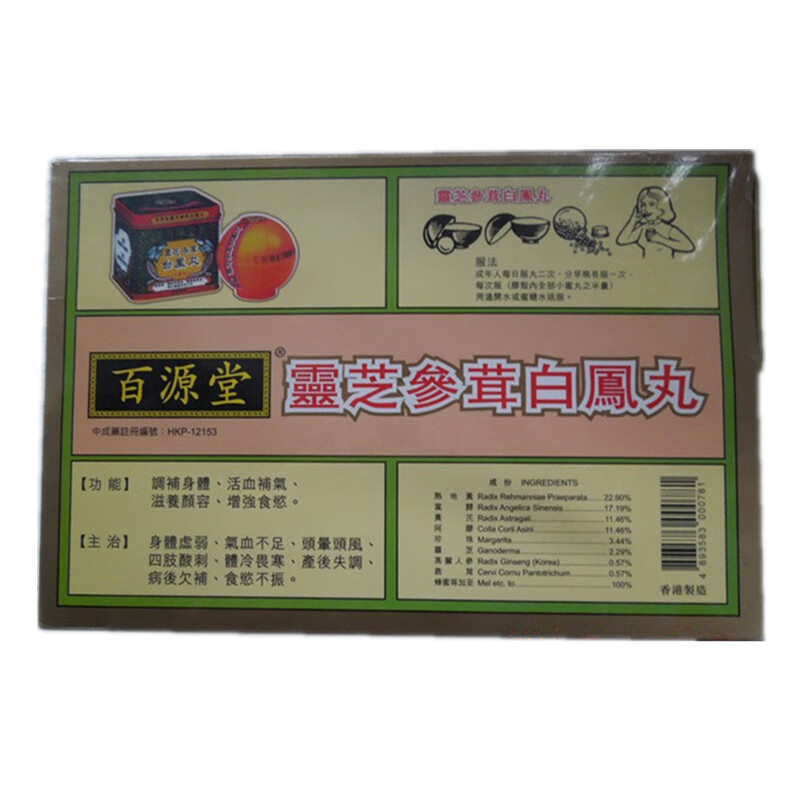 靈芝參茸白鳳丸
服法
成年人每日服丸二次，分早晚各服一次，
每次服（膠殼內全部小蜜丸之半量）
用溫開水或蜜糖水送服。
百源堂® 靈芝參茸白鳳丸
中成藥註冊編號：HKP-12153
【功能】 調補身體、活血補氣、
滋養顏容、增強食慾。
【主治】 身體虛弱、氣血不足、頭暈頭風、
四肢酸刺、體冷畏寒、產後失調、
病後欠補、食慾不振。
成份 INGREDIENTS
熟地黃 Radix Rehmanniae Praeparata......22.90%
當歸 Radix Angelica Sinensis......17.19%
黃芪 Radix Astragali......11.46%
阿膠 Colla Corii Asini......11.46%
珍珠 Margarita......3.44%
靈芝 Ganoderma......2.29%
高麗人參 Radix Ginseng (Korea)......0.57%
鹿茸 Cervi Cornu Pantotrichum......0.57%
蜂蜜等加至 Mel etc. to......100%
4 893583 000781
香港製造